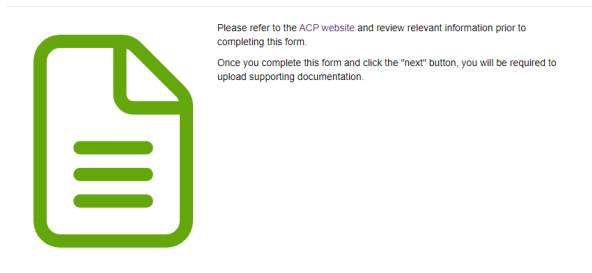 Please refer to the ACP website and review relevant information prior to
completing this form.
Once you complete this form and click the "next" button, you will be required to
upload supporting documentation.